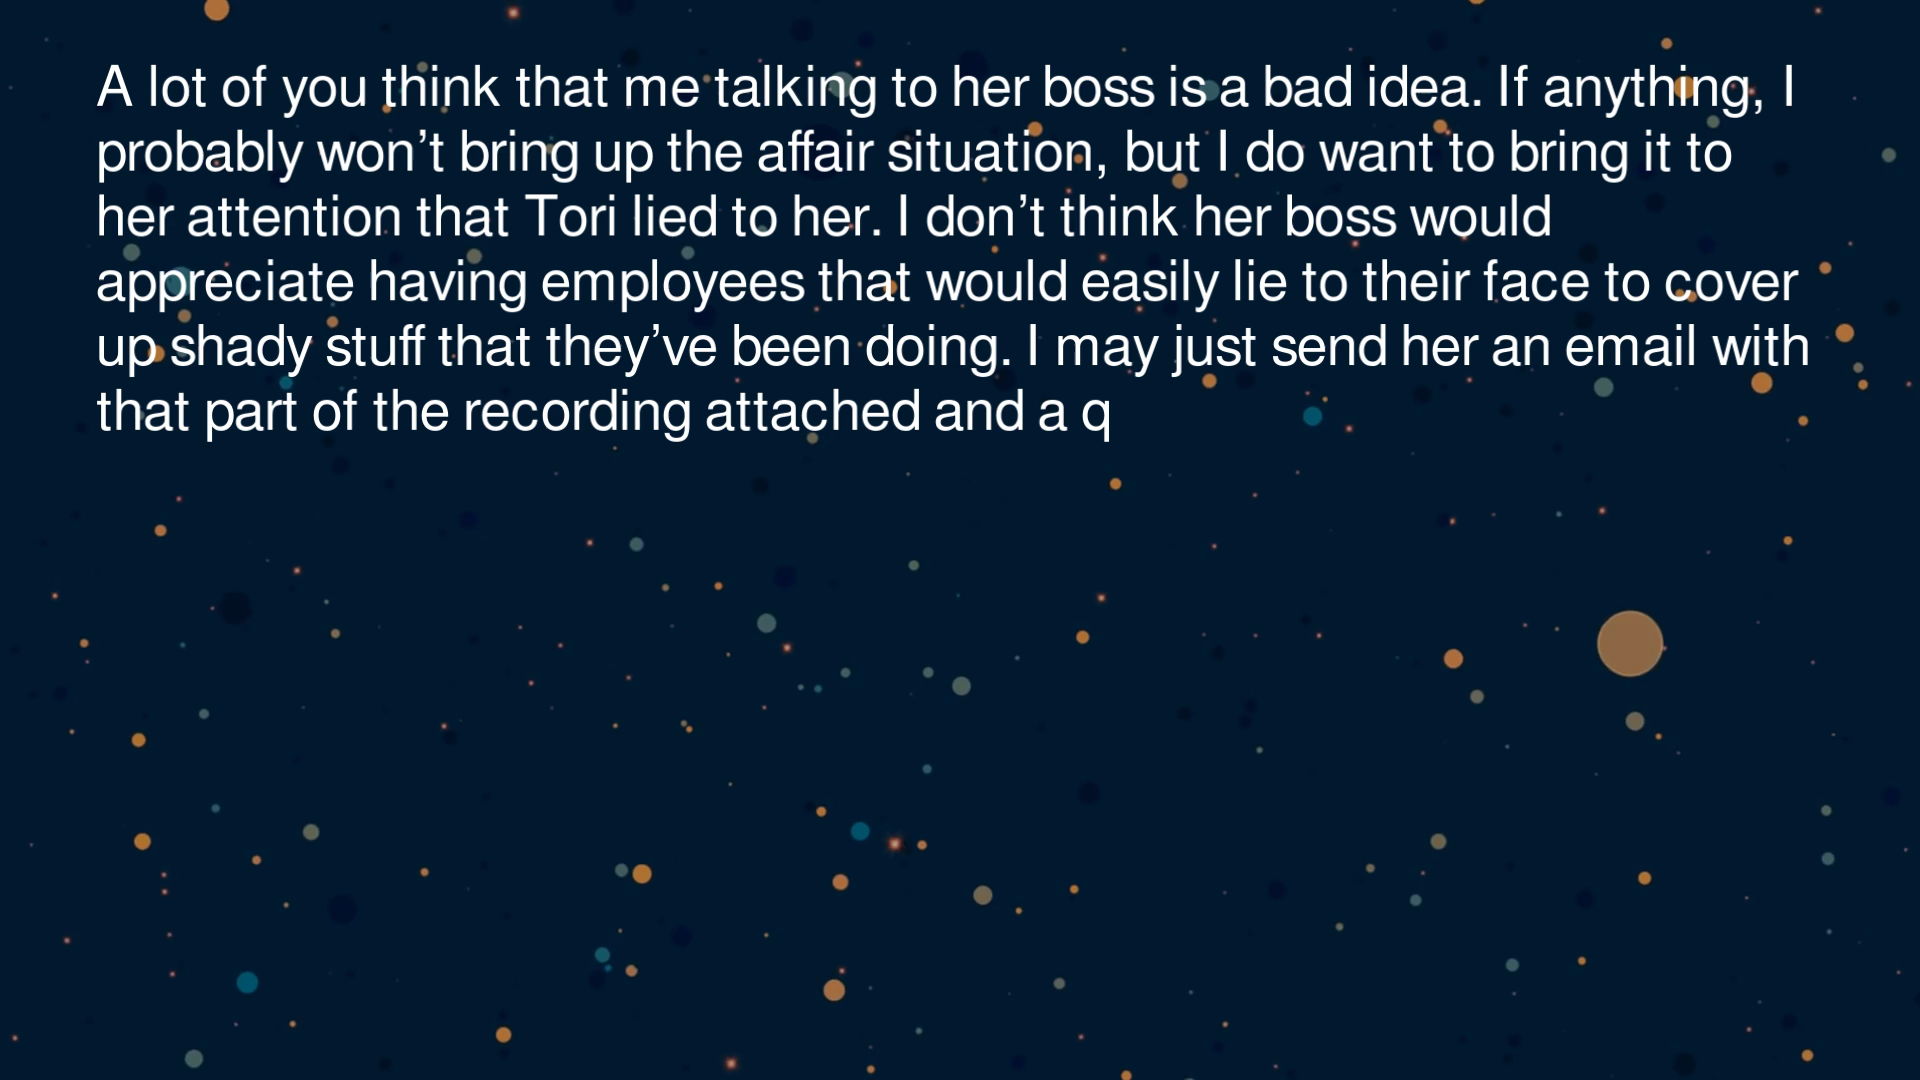 A lot of you think that me talking to her boss is a bad idea. If anything, I
probably won’t bring up the affair situation, but I do want to bring it to
her attention that Tori lied to her. I don’t think her boss would
appreciate having employees that would easily lie to their face to cover
up shady stuff that they’ve been doing. I may just send her an email with
that part of the recording attached and a q